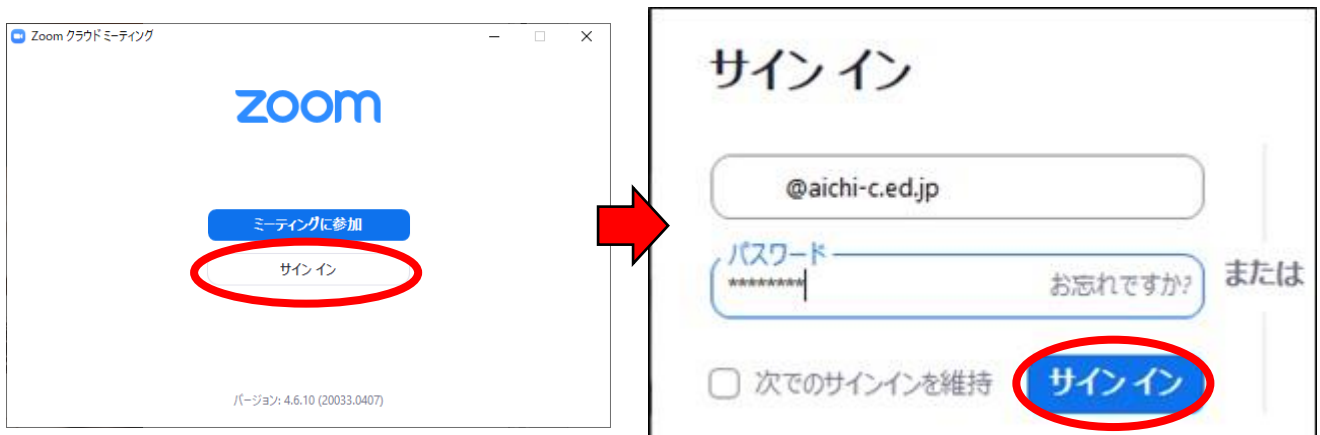 Zoom クラウド ミーティング
zoom
ミーティングに参加
サイン イン
バージョン: 4.6.10 (20033.0407)
サイン イン
@aichi-c.ed.jp
パスワード
********
お忘れですか?
または
次でのサインインを維持
サイン イン